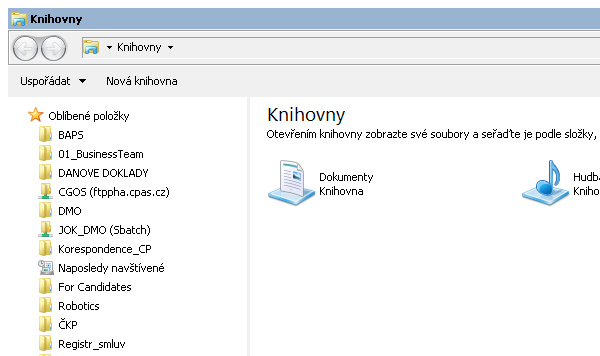 Knihovny
Knihovny
Uspořádat Nová knihovna
Oblíbené položky
BAPS
01_BusinessTeam
DANOVE DOKLADY
CGOS (ftppha.cpas.cz)
DMO
JOK_DMO (Sbatch)
Korespondence_CP
Naposledy navštívené
For Candidates
Robotics
ČKP
Registr_smluv
Knihovny
Otevřením knihovny zobrazte své soubory a seřaďte je podle složky,
Dokumenty
Knihovna
Hudb
Kniho